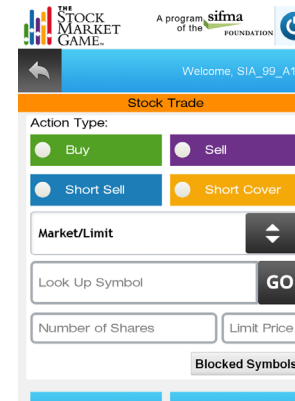 THE
STOCK
MARKET
GAME™
A program sifma
of the FOUNDATION
Welcome, SIA_99_A1
Stock Trade
Action Type:
Buy
Sell
Short Sell
Short Cover
Market/Limit
Look Up Symbol
GO
Number of Shares
Limit Price
Blocked Symbols